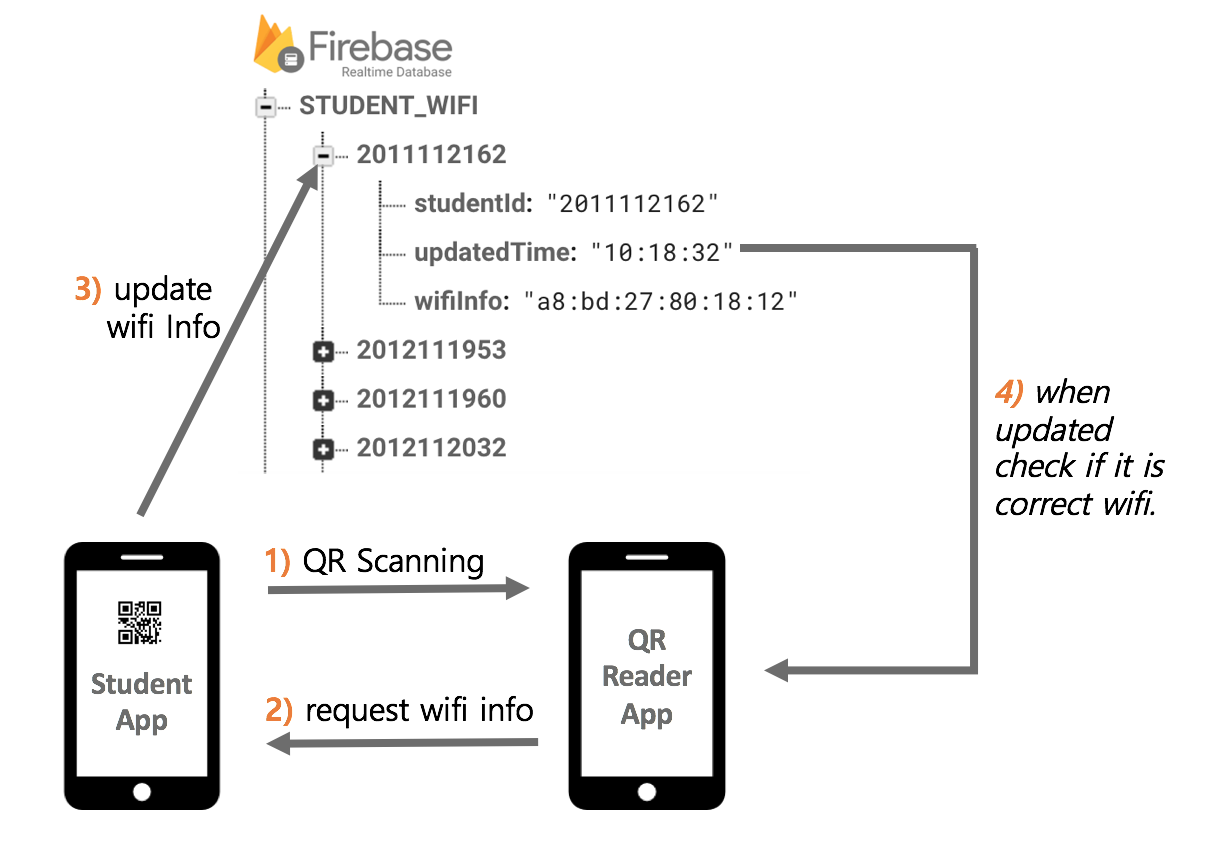 Firebase
Realtime Database
STUDENT_WIFI
2011112162
studentId: "2011112162"
updatedTime: "10:18:32"
wifiInfo: "a8:bd:27:80:18:12"
2012111953
2012111960
2012112032
3) update
wifi Info
4) when
updated
check if it is
correct wifi.
1) QR Scanning
2) request wifi info
Student
App
QR
Reader
App